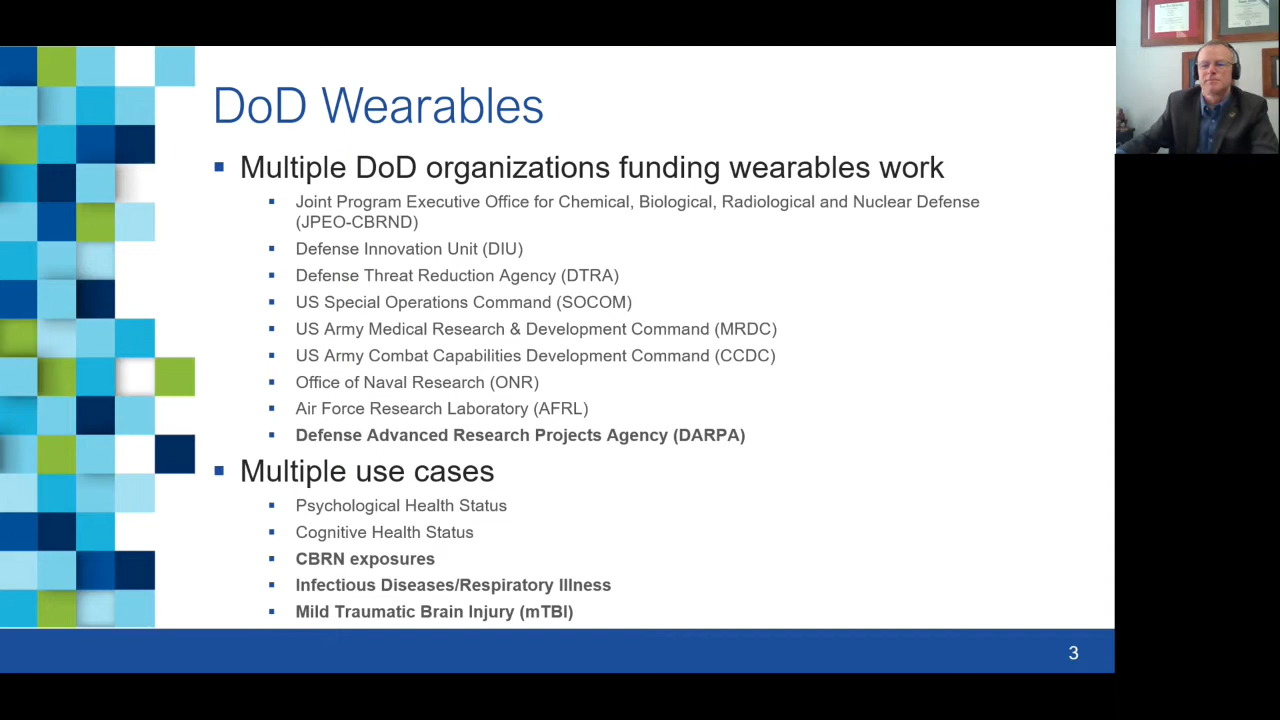 DoD Wearables
Multiple DoD organizations funding wearables work
Joint Program Executive Office for Chemical, Biological, Radiological and Nuclear Defense
(JPEO-CBRND)
Defense Innovation Unit (DIU)
Defense Threat Reduction Agency (DTRA)
US Special Operations Command (SOCOM)
US Army Medical Research & Development Command (MRDC)
US Army Combat Capabilities Development Command (CCDC)
Office of Naval Research (ONR)
Air Force Research Laboratory (AFRL)
Defense Advanced Research Projects Agency (DARPA)
Multiple use cases
Psychological Health Status
Cognitive Health Status
CBRN exposures
Infectious Diseases/Respiratory Illness
Mild Traumatic Brain Injury (mTBI)
3